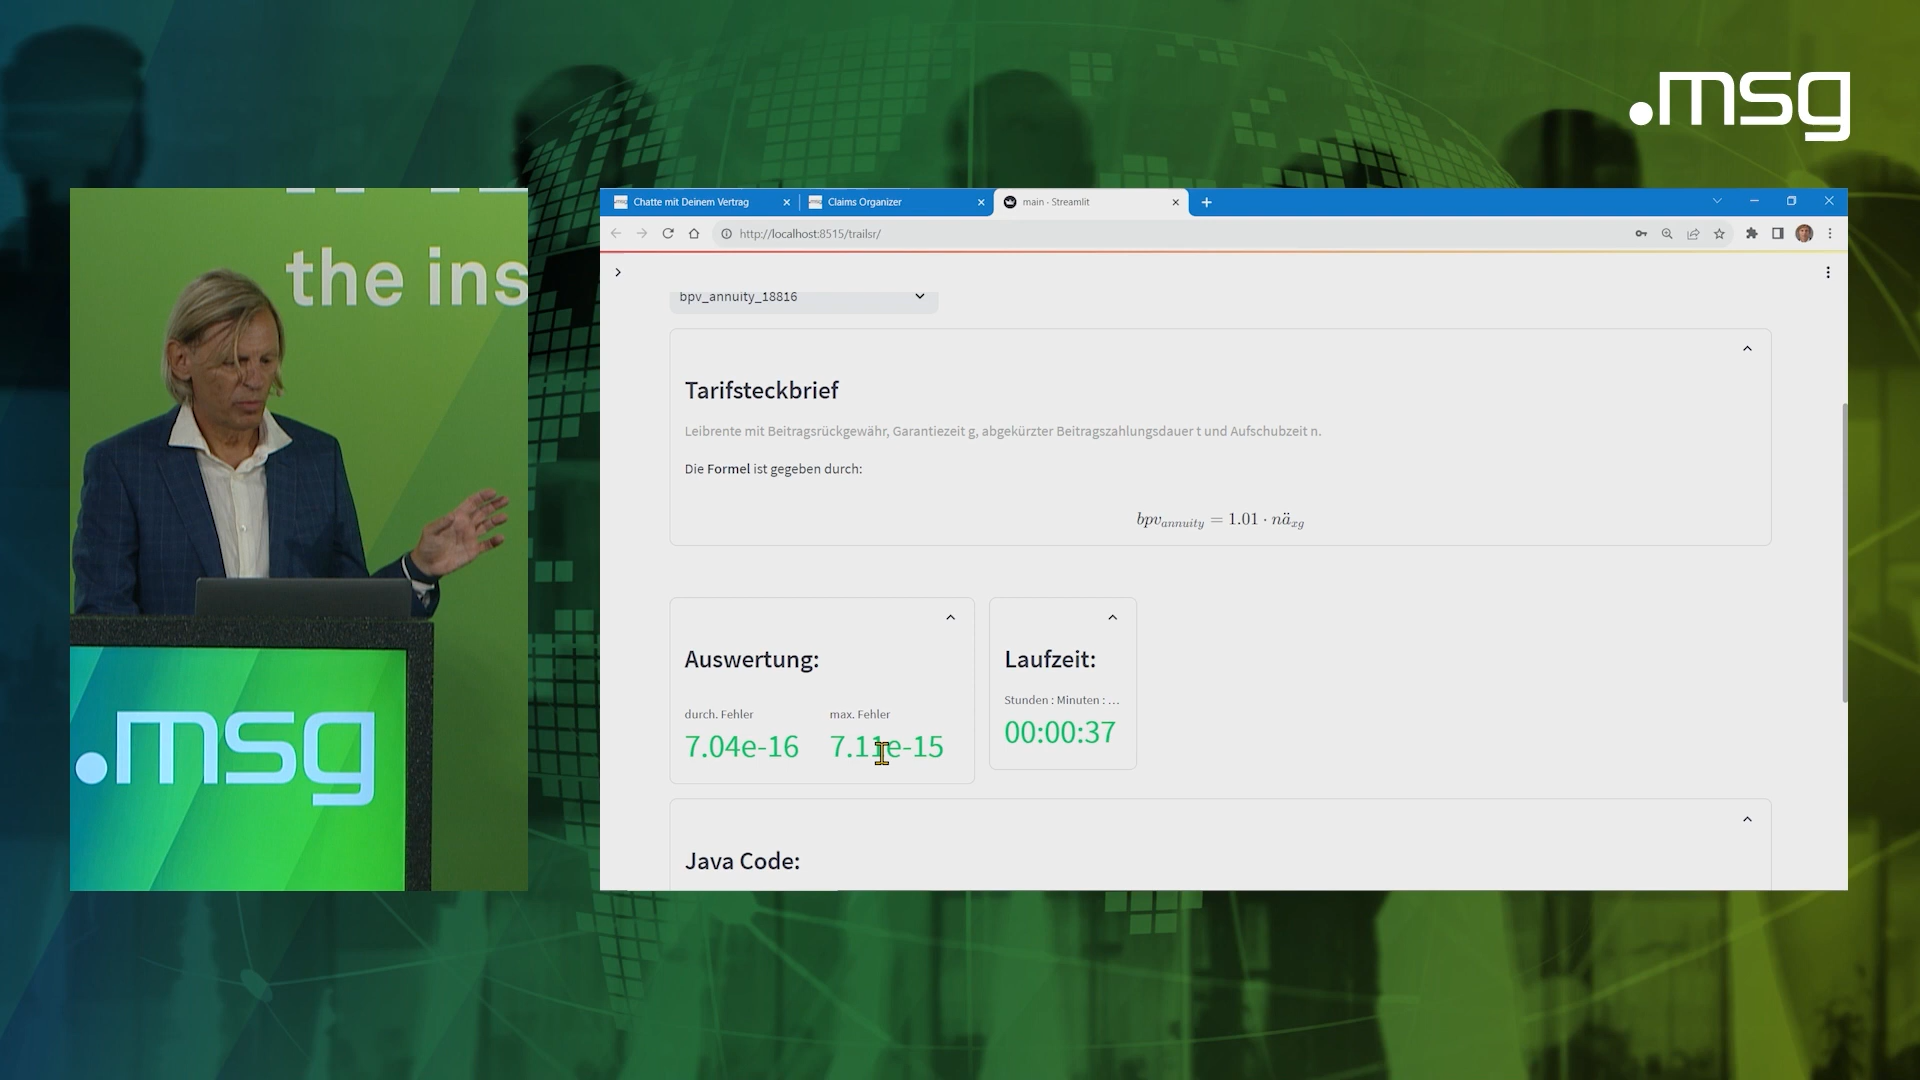 .msg
the ins
.msg
Chatte mit Deinem Vertrag
Claims Organizer
main · Streamlit
http://localhost:8515/trailsr/
bpv_annuity_18816
Tarifsteckbrief
Leibrente mit Beitragsrückgewähr, Garantiezeit g, abgekürzter Beitragszahlungsdauer t und Aufschubzeit n.
Die Formel ist gegeben durch:
bpv_annuity = 1.01 · nä_xg
Auswertung:
durch. Fehler
max. Fehler
7.04e-16
7.11e-15
Laufzeit:
Stunden : Minuten : ...
00:00:37
Java Code: